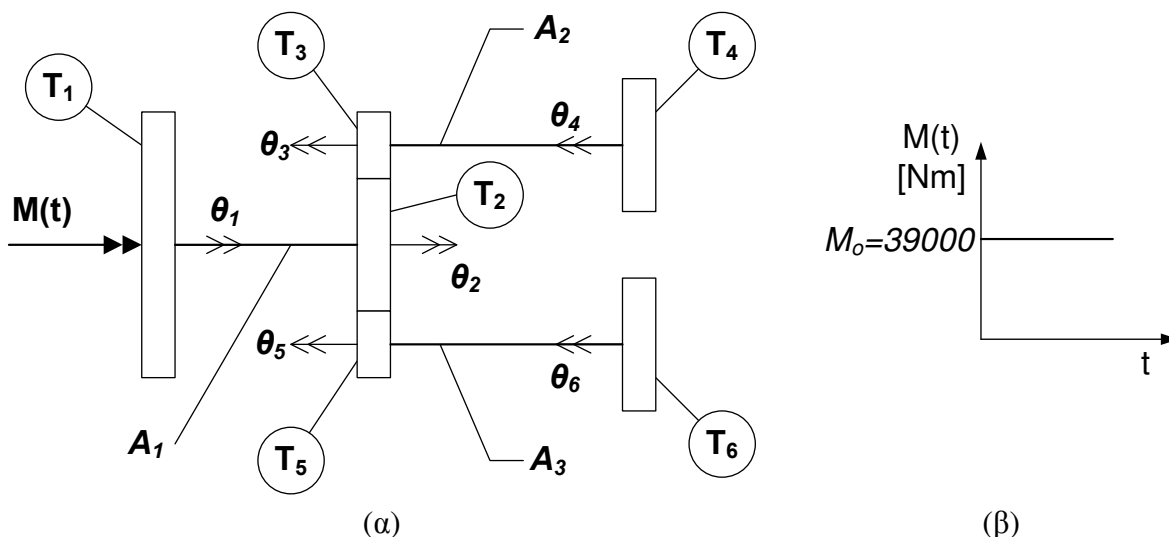 A₂
T₃
T₄
T₁
θ₃
θ₄
M(t)
[Nm]
T₂
M(t)
θ₁
Mₒ=39000
θ₂
θ₅
θ₆
t
A₁
T₅
A₃
T₆
(α)
(β)